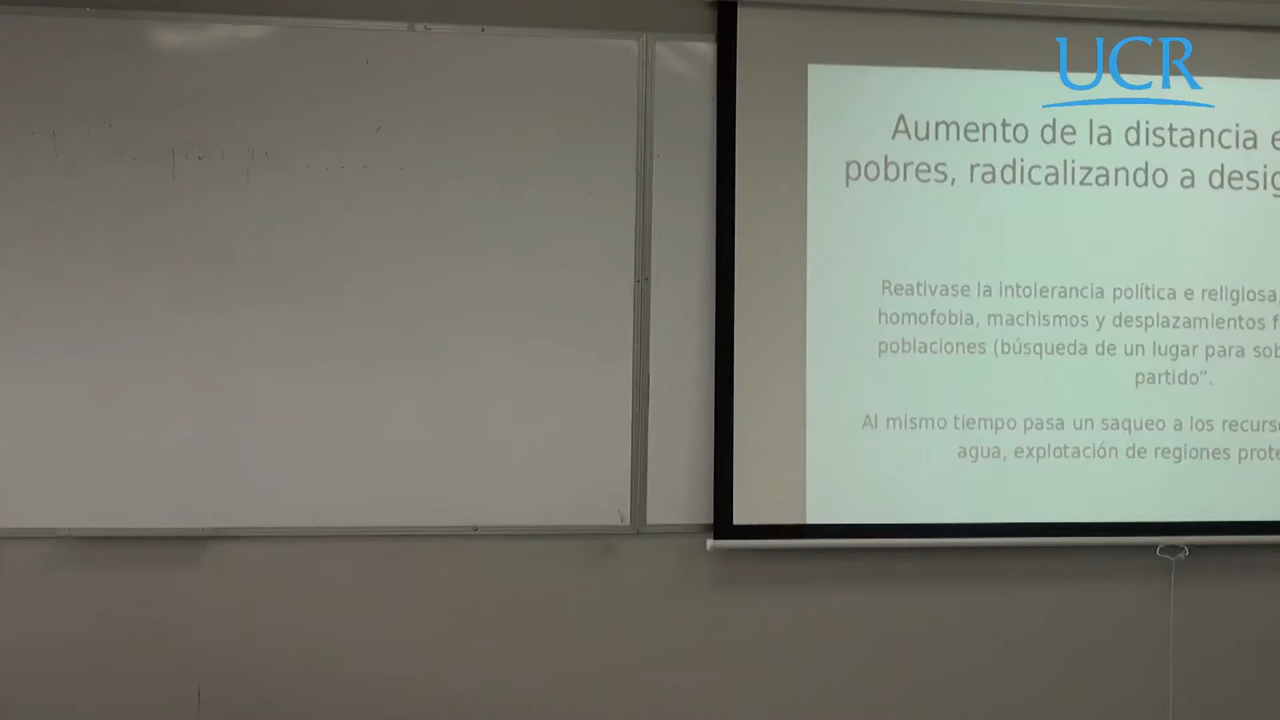 UCR
Aumento de la distancia e
pobres, radicalizando a desig
Reativase la intolerancia política e religiosa,
homofobia, machismos y desplazamientos f
poblaciones (búsqueda de un lugar para sob
partido”.
Al mismo tiempo pasa un saqueo a los recurs
agua, explotación de regiones prote